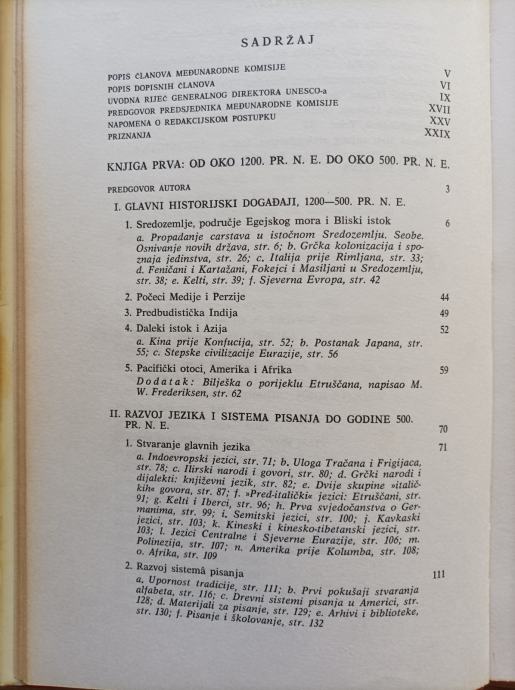 SADRŽAJ
POPIS ČLANOVA MEĐUNARODNE KOMISIJE V
POPIS DOPISNIH ČLANOVA VI
UVODNA RIJEČ GENERALNOG DIREKTORA UNESCO-a IX
PREDGOVOR PREDSJEDNIKA MEĐUNARODNE KOMISIJE XVII
NAPOMENA O REDAKCIJSKOM POSTUPKU XXV
PRIZNANJA XXIX
KNJIGA PRVA: OD OKO 1200. PR. N. E. DO OKO 500. PR. N. E.
PREDGOVOR AUTORA 3
I. GLAVNI HISTORIJSKI DOGAĐAJI, 1200—500. PR. N. E.
1. Sredozemlje, područje Egejskog mora i Bliski istok 6
a. Propadanje carstava u istočnom Sredozemlju. Seobe.
Osnivanje novih država, str. 6; b. Grčka kolonizacija i spo-
znaja jedinstva, str. 26; c. Italija prije Rimljana, str. 33;
d. Feničani i Kartažani, Fokejci i Masiljani u Sredozemlju,
str. 38; e. Kelti, str. 39; f. Sjeverna Evropa, str. 42
2. Počeci Medije i Perzije 44
3. Predbudistička Indija 49
4. Daleki istok i Azija 52
a. Kina prije Konfucija, str. 52; b. Postanak Japana, str.
55; c. Stepske civilizacije Eurazije, str. 56
5. Pacifički otoci, Amerika i Afrika 59
Dodatak: Bilješka o porijeklu Etruščana, napisao M.
W. Frederiksen, str. 62
II. RAZVOJ JEZIKA I SISTEMA PISANJA DO GODINE 500.
PR. N. E. 70
1. Stvaranje glavnih jezika 71
a. Indoevropski jezici, str. 71; b. Uloga Tračana i Frigijaca,
str. 78; c. Ilirski narodi i govori, str. 80; d. Grčki narodi i
dijalekti: književni jezik, str. 82; e. Dvije skupine »italič-
kih« govora, str. 87; f. »Pred-italički« jezici: Etruščani, str.
91; g. Kelti i Iberci, str. 96; h. Prva svjedočanstva o Ger-
manima, str. 99; i. Semitski jezici, str. 100; j. Kavkaski
jezici, str. 103; k. Kineski i kinesko-tibetanski jezici, str.
103; l. Jezici Centralne i Sjeverne Eurazije, str. 106; m.
Polinezija, str. 107; n. Amerika prije Kolumba, str. 108;
o. Afrika, str. 109
2. Razvoj sistemâ pisanja 111
a, Upornost tradicije, str. 111; b. Prvi pokušaji stvaranja
alfabeta, str. 116; c. Drevni sistemi pisanja u Americi, str.
128; d. Materijali za pisanje, str. 129; e. Arhivi i biblioteke,
str. 130; f. Pisanje i školovanje, str. 132